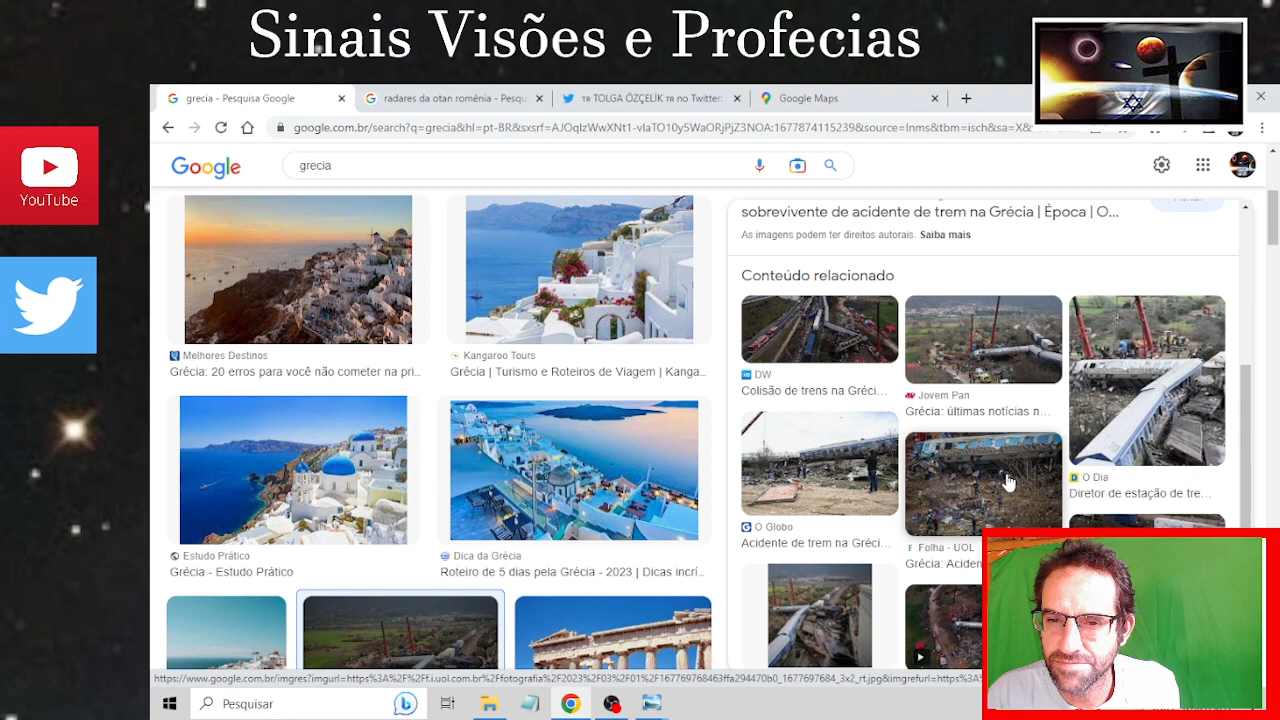 Sinais Visões e Profecias
YouTube
grecia - Pesquisa Google
radares da otan romênia - Pesqu
TR TOLGA ÖZÇELİK TR no Twitter:
Google Maps
google.com.br/search?q=grecia&hl=pt-BR&sxsrf=AJOqlzWwXNt1-vlaTO10y5WaORjPjZ3NOA:1677874115239&source=lnms&tbm=isch&sa=X&
Google
grecia
Melhores Destinos
Grécia: 20 erros para você não cometer na pri...
Kangaroo Tours
Grécia | Turismo e Roteiros de Viagem | Kanga...
Estudo Prático
Grécia - Estudo Prático
Dica da Grécia
Roteiro de 5 dias pela Grécia - 2023 | Dicas incrí...
sobrevivente de acidente de trem na Grécia | Época | O...
As imagens podem ter direitos autorais. Saiba mais
Conteúdo relacionado
DW
Colisão de trens na Gréci...
Jovem Pan
Grécia: últimas notícias n...
O Dia
Diretor de estação de tre...
O Globo
Acidente de trem na Gréci...
Folha - UOL
Grécia: Aciden
https://www.google.com.br/imgres?imgurl=https%3A%2F%2Ff.i.uol.com.br%2Ffotografia%2F2023%2F03%2F01%2F167769768463ffa294470b0_1677697684_3x2_rt.jpg&imgrefurl=https%3A
Pesquisar